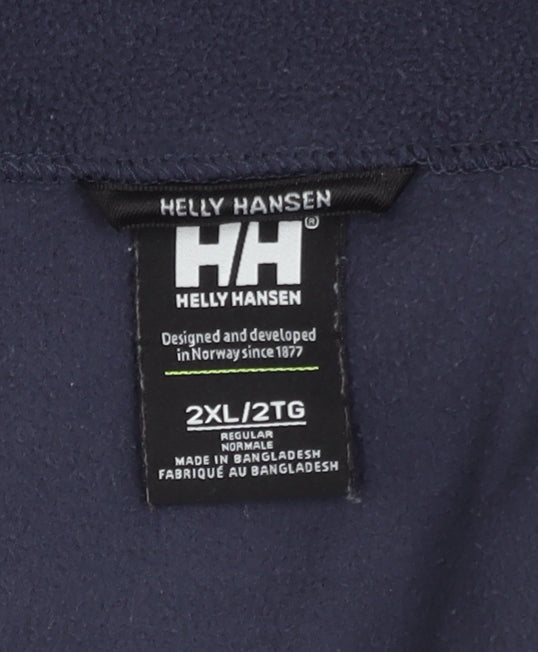 HELLY HANSEN
HH®
HELLY HANSEN
Designed and developed
in Norway since 1877
2XL/2TG
REGULAR
NORMALE
MADE IN BANGLADESH
FABRIQUÉ AU BANGLADESH